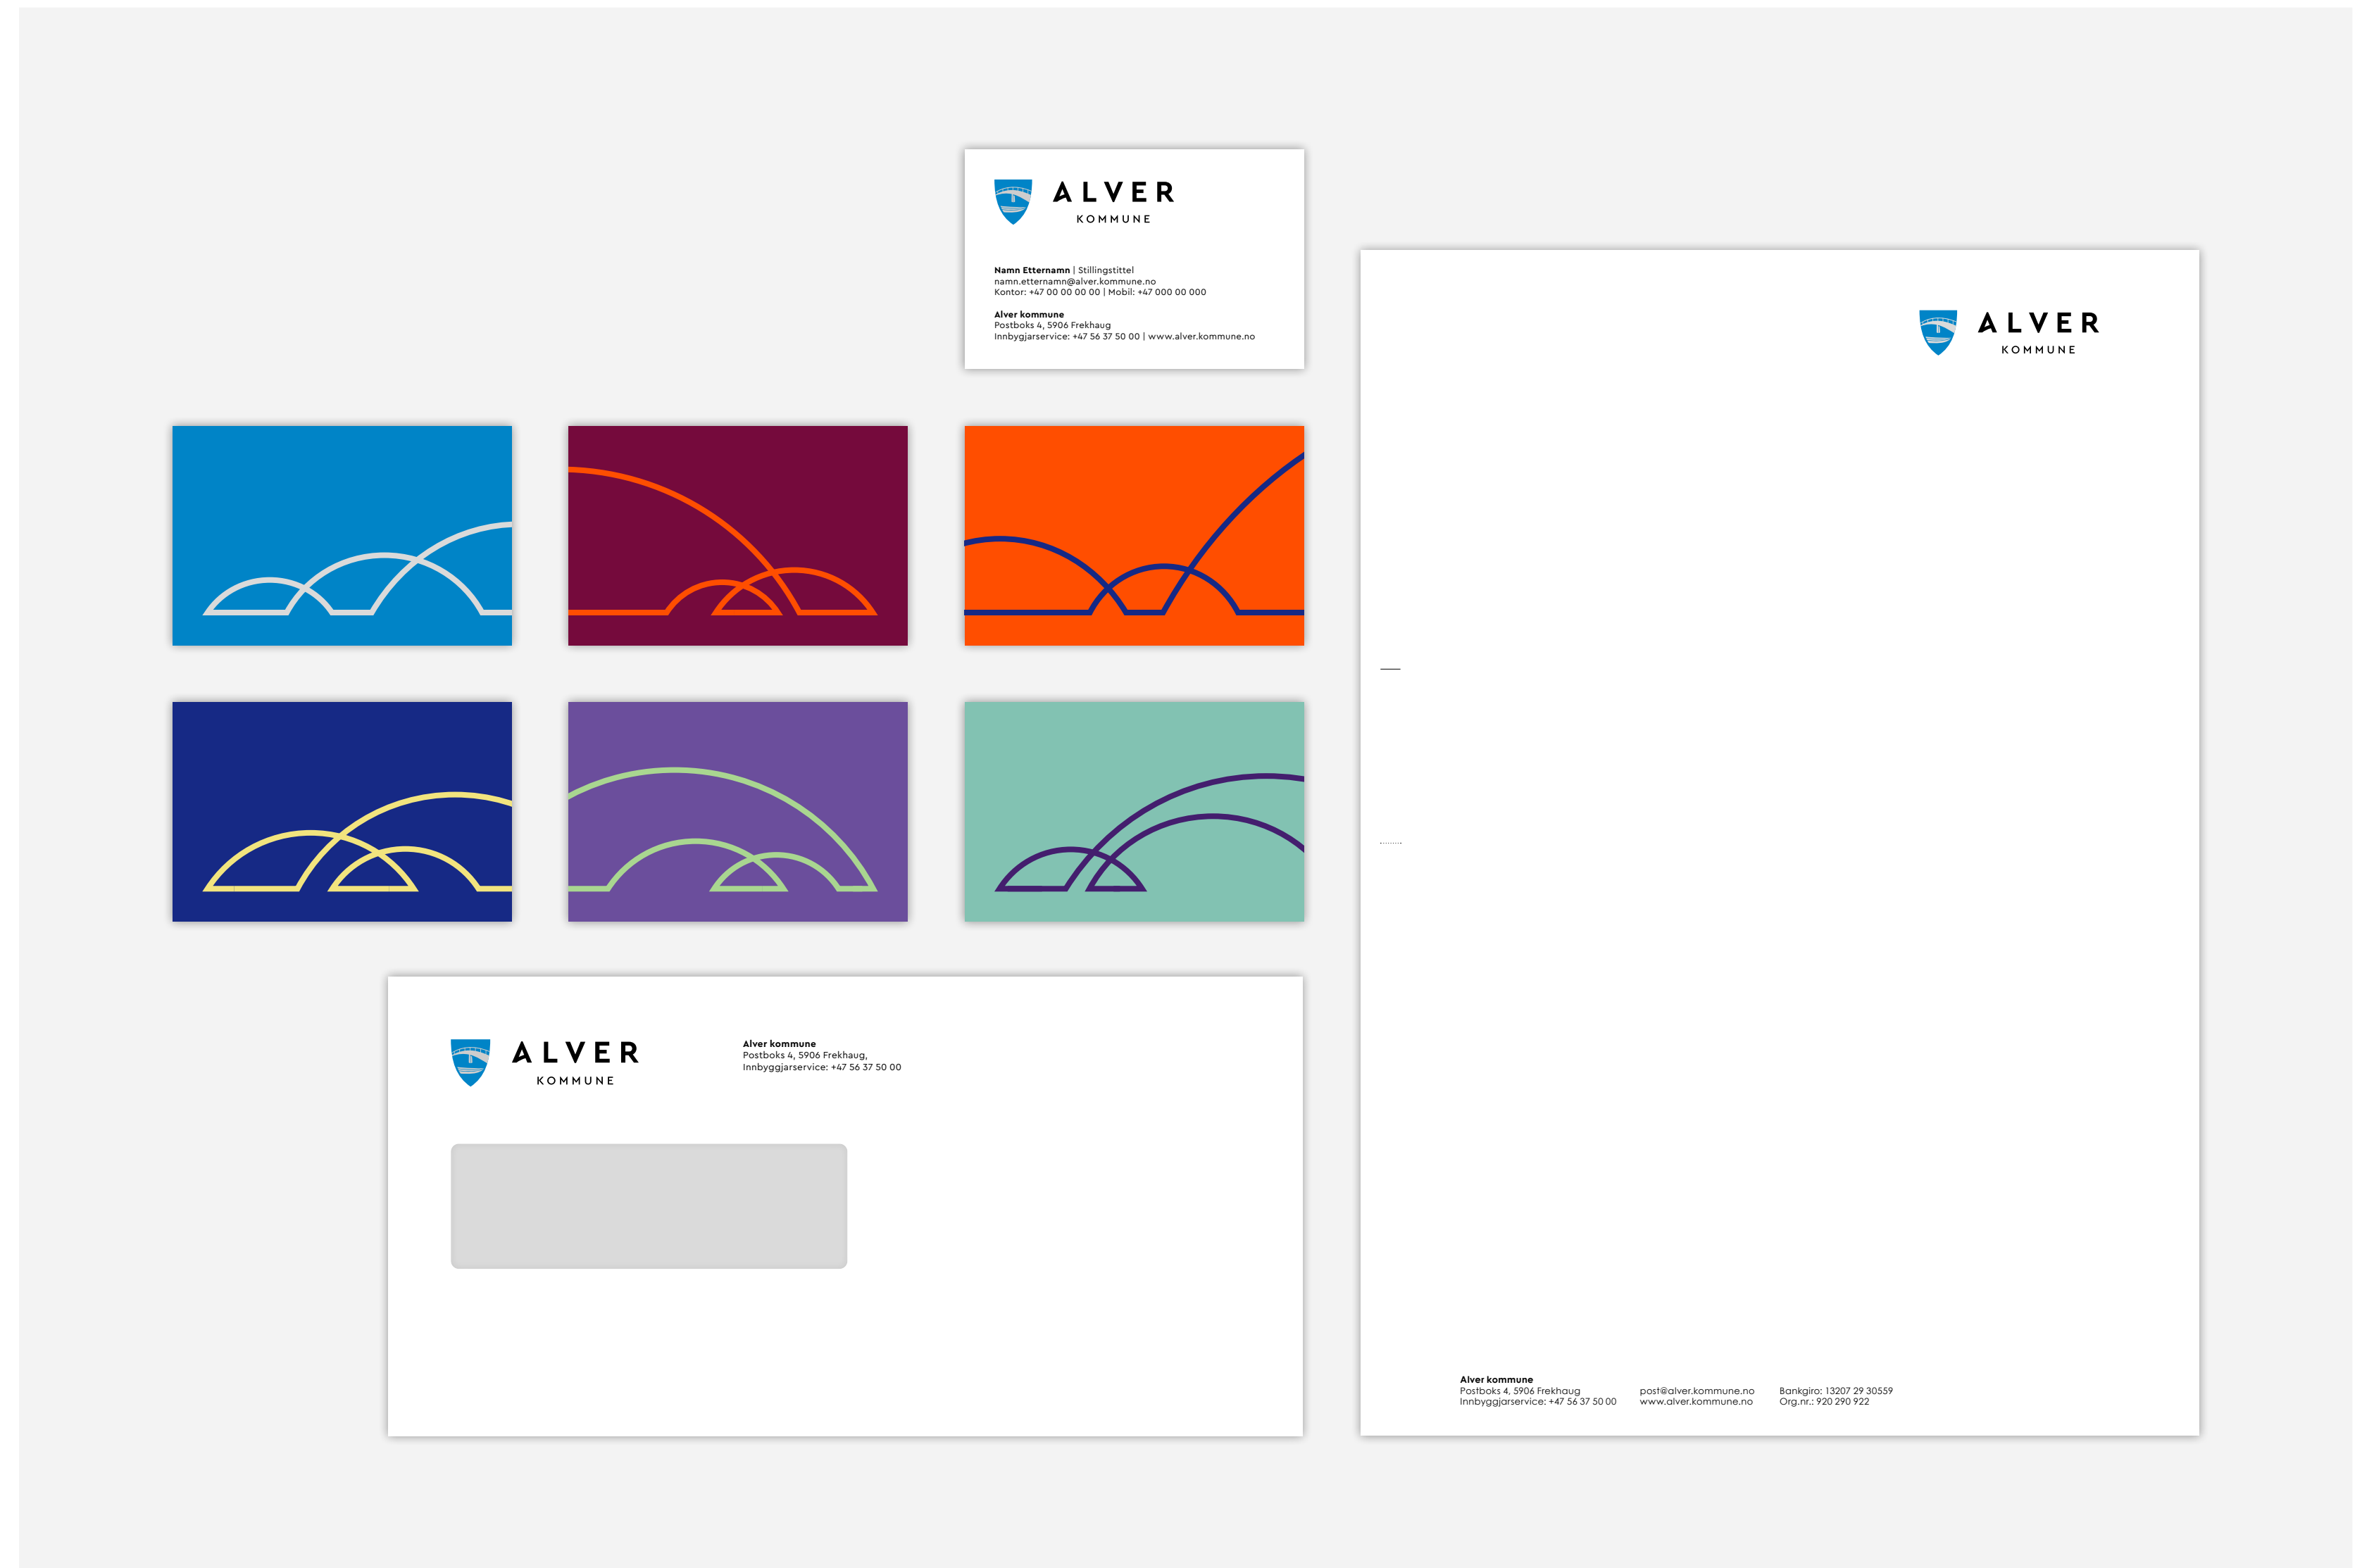 ALVER
KOMMUNE
Namn Etternamn | Stillingstittel
namn.etternamn@alver.kommune.no
Kontor: +47 00 00 00 00 | Mobil: +47 000 00 000
Alver kommune
Postboks 4, 5906 Frekhaug
Innbygjarservice: +47 56 37 50 00 | www.alver.kommune.no
ALVER
KOMMUNE
ALVER
KOMMUNE
Alver kommune
Postboks 4, 5906 Frekhaug,
Innbyggjarservice: +47 56 37 50 00
Alver kommune
Postboks 4, 5906 Frekhaug
Innbyggjarservice: +47 56 37 50 00
post@alver.kommune.no
www.alver.kommune.no
Bankgiro: 13207 29 30559
Org.nr.: 920 290 922